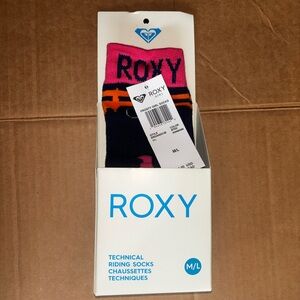 ROXY
ROXY
M/L
ROXY
TECHNICAL
RIDING SOCKS
CHAUSSETTES
TECHNIQUES
M/L